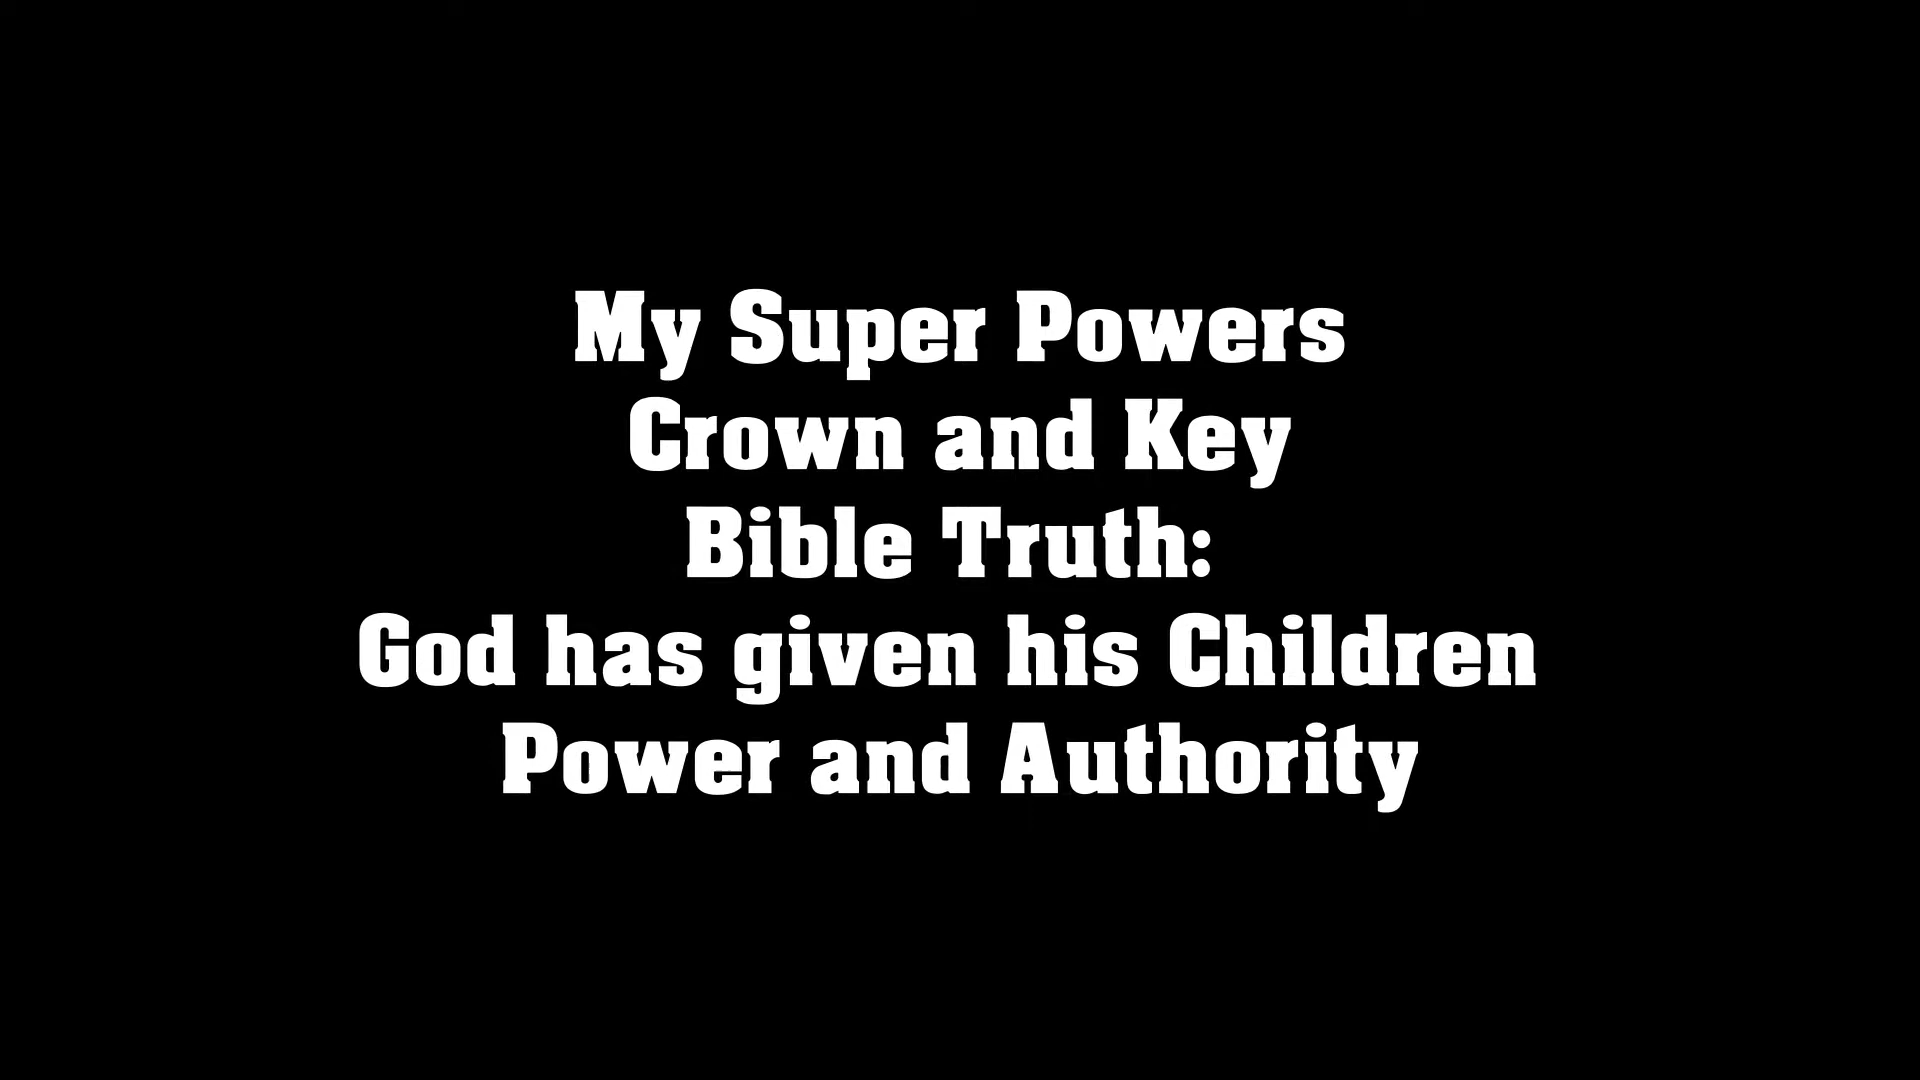 My Super Powers
Crown and Key
Bible Truth:
God has given his Children
Power and Authority